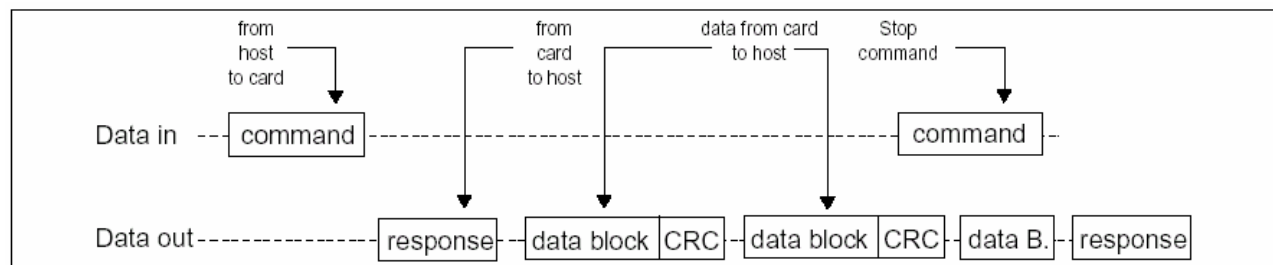 from
host
to card
from
card
to host
data from card
to host
Stop
command
Data in
command
command
Data out
response
data block
CRC
data block
CRC
data B.
response